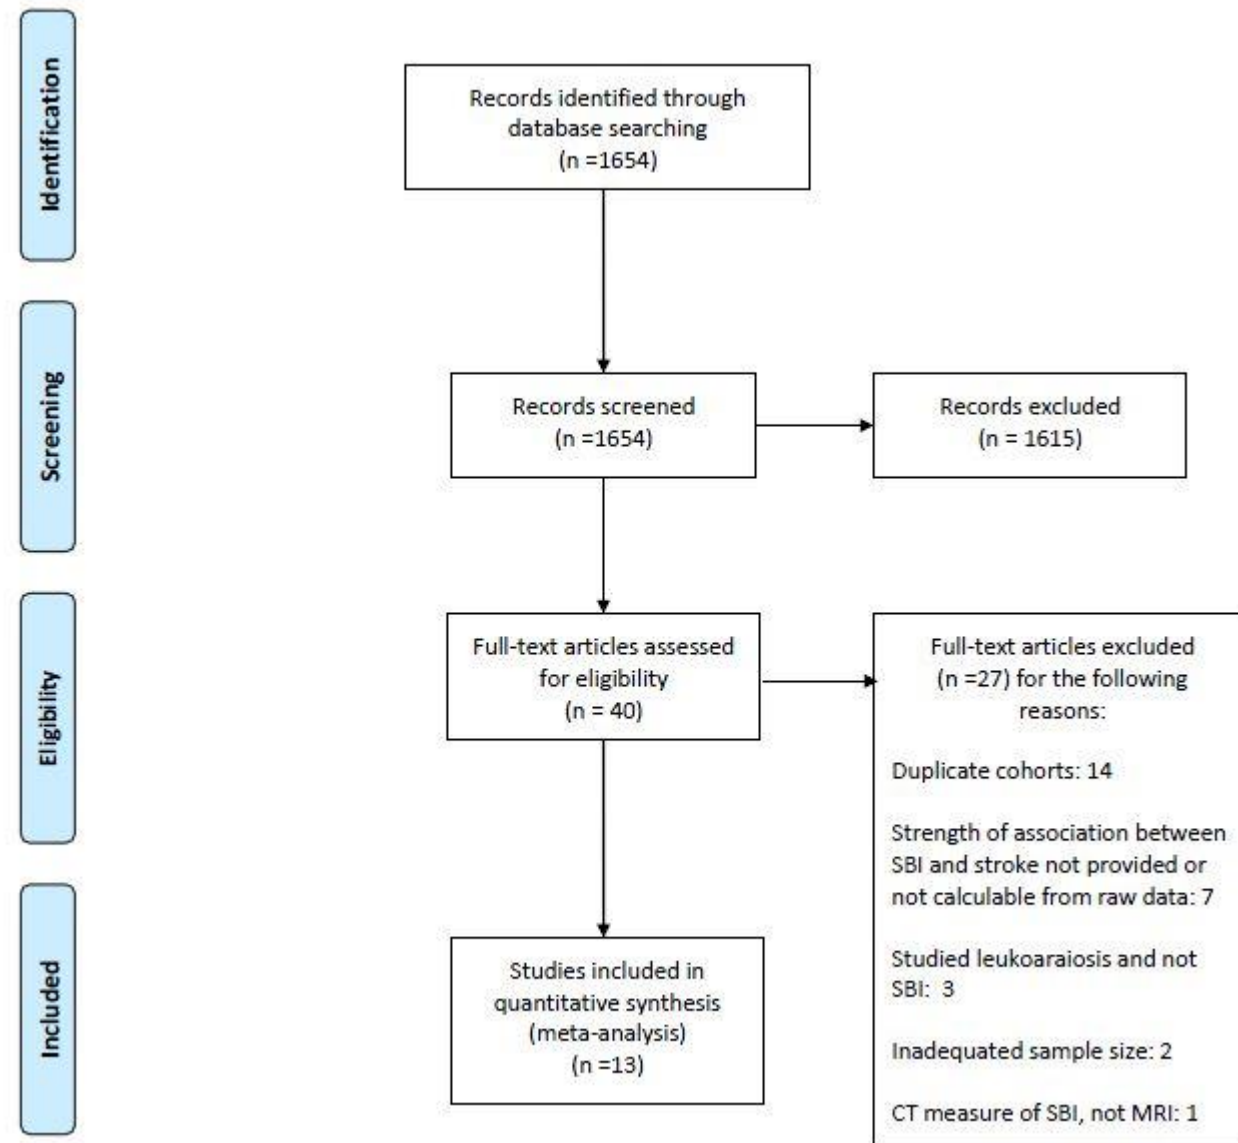 Identification
Records identified through
database searching
(n =1654)
Screening
Records screened
(n =1654)
Records excluded
(n = 1615)
Eligibility
Full-text articles assessed
for eligibility
(n = 40)
Full-text articles excluded
(n =27) for the following
reasons:
Duplicate cohorts: 14
Strength of association between
SBI and stroke not provided or
not calculable from raw data: 7
Studied leukoaraiosis and not
SBI:  3
Inadequated sample size: 2
CT measure of SBI, not MRI: 1
Included
Studies included in
quantitative synthesis
(meta-analysis)
(n =13)